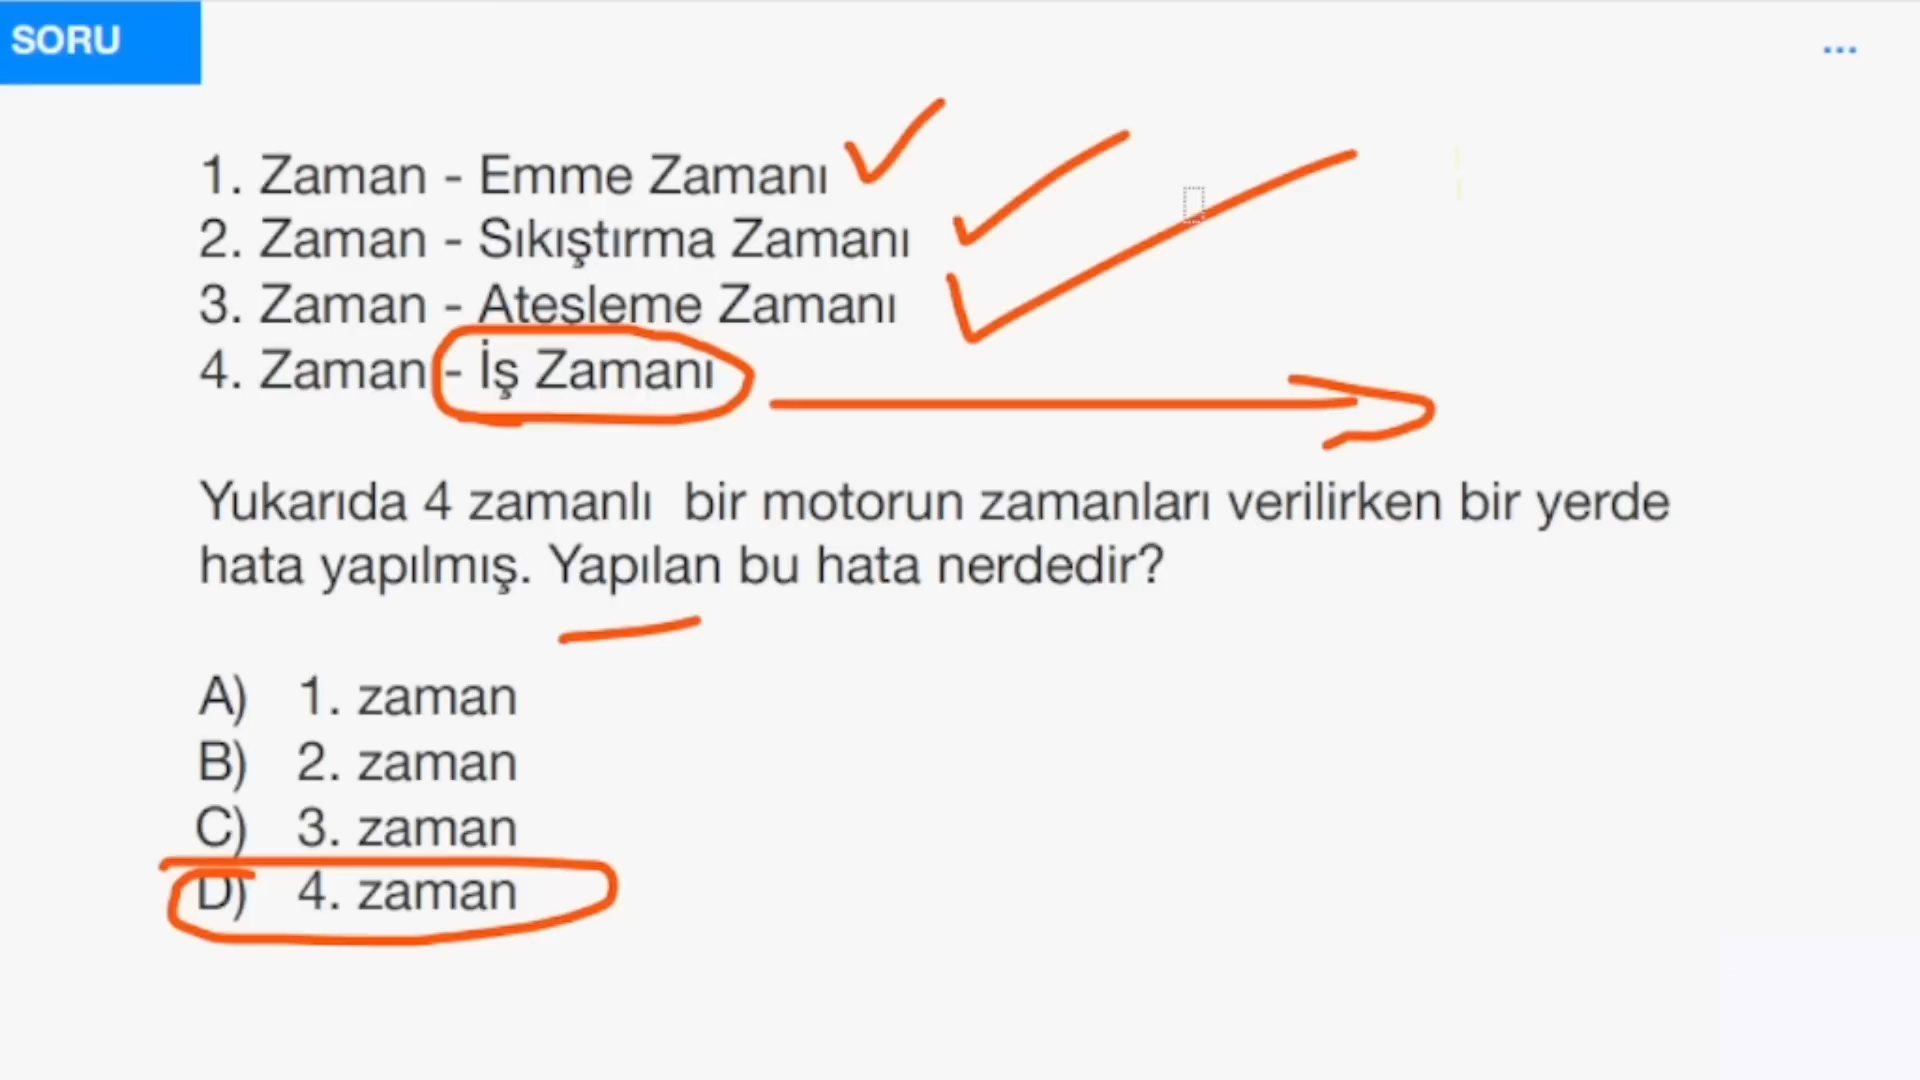 SORU
...
1. Zaman - Emme Zamanı
2. Zaman - Sıkıştırma Zamanı
3. Zaman - Ateşleme Zamanı
4. Zaman - İş Zamanı
Yukarıda 4 zamanlı bir motorun zamanları verilirken bir yerde
hata yapılmış. Yapılan bu hata nerdedir?
A) 1. zaman
B) 2. zaman
C) 3. zaman
D) 4. zaman